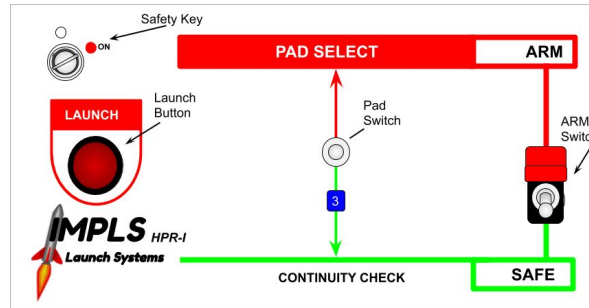 Safety Key
ON
PAD SELECT
ARM
Launch
Button
LAUNCH
Pad
Switch
ARM
3
IMPLS HPR-I
Launch Systems
CONTINUITY CHECK
SAFE